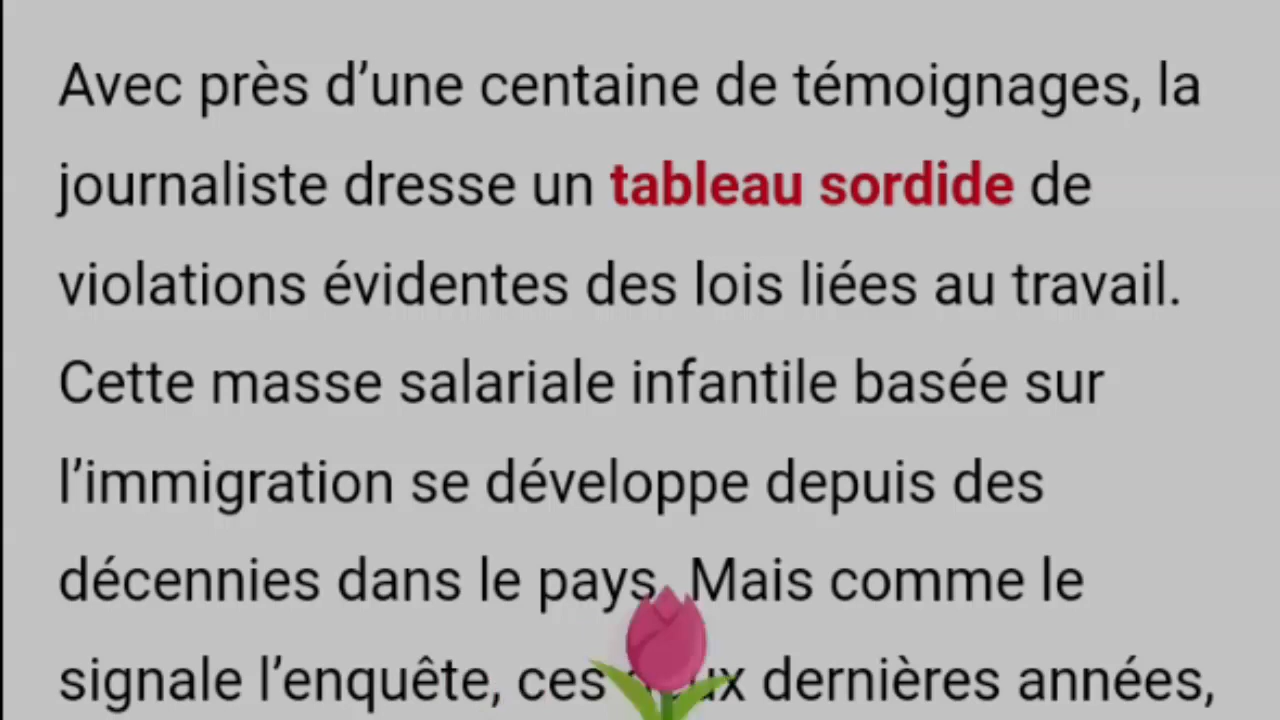 Avec près d’une centaine de témoignages, la
journaliste dresse un tableau sordide de
violations évidentes des lois liées au travail.
Cette masse salariale infantile basée sur
l’immigration se développe depuis des
décennies dans le pays. Mais comme le
signale l’enquête, ces dernières années,